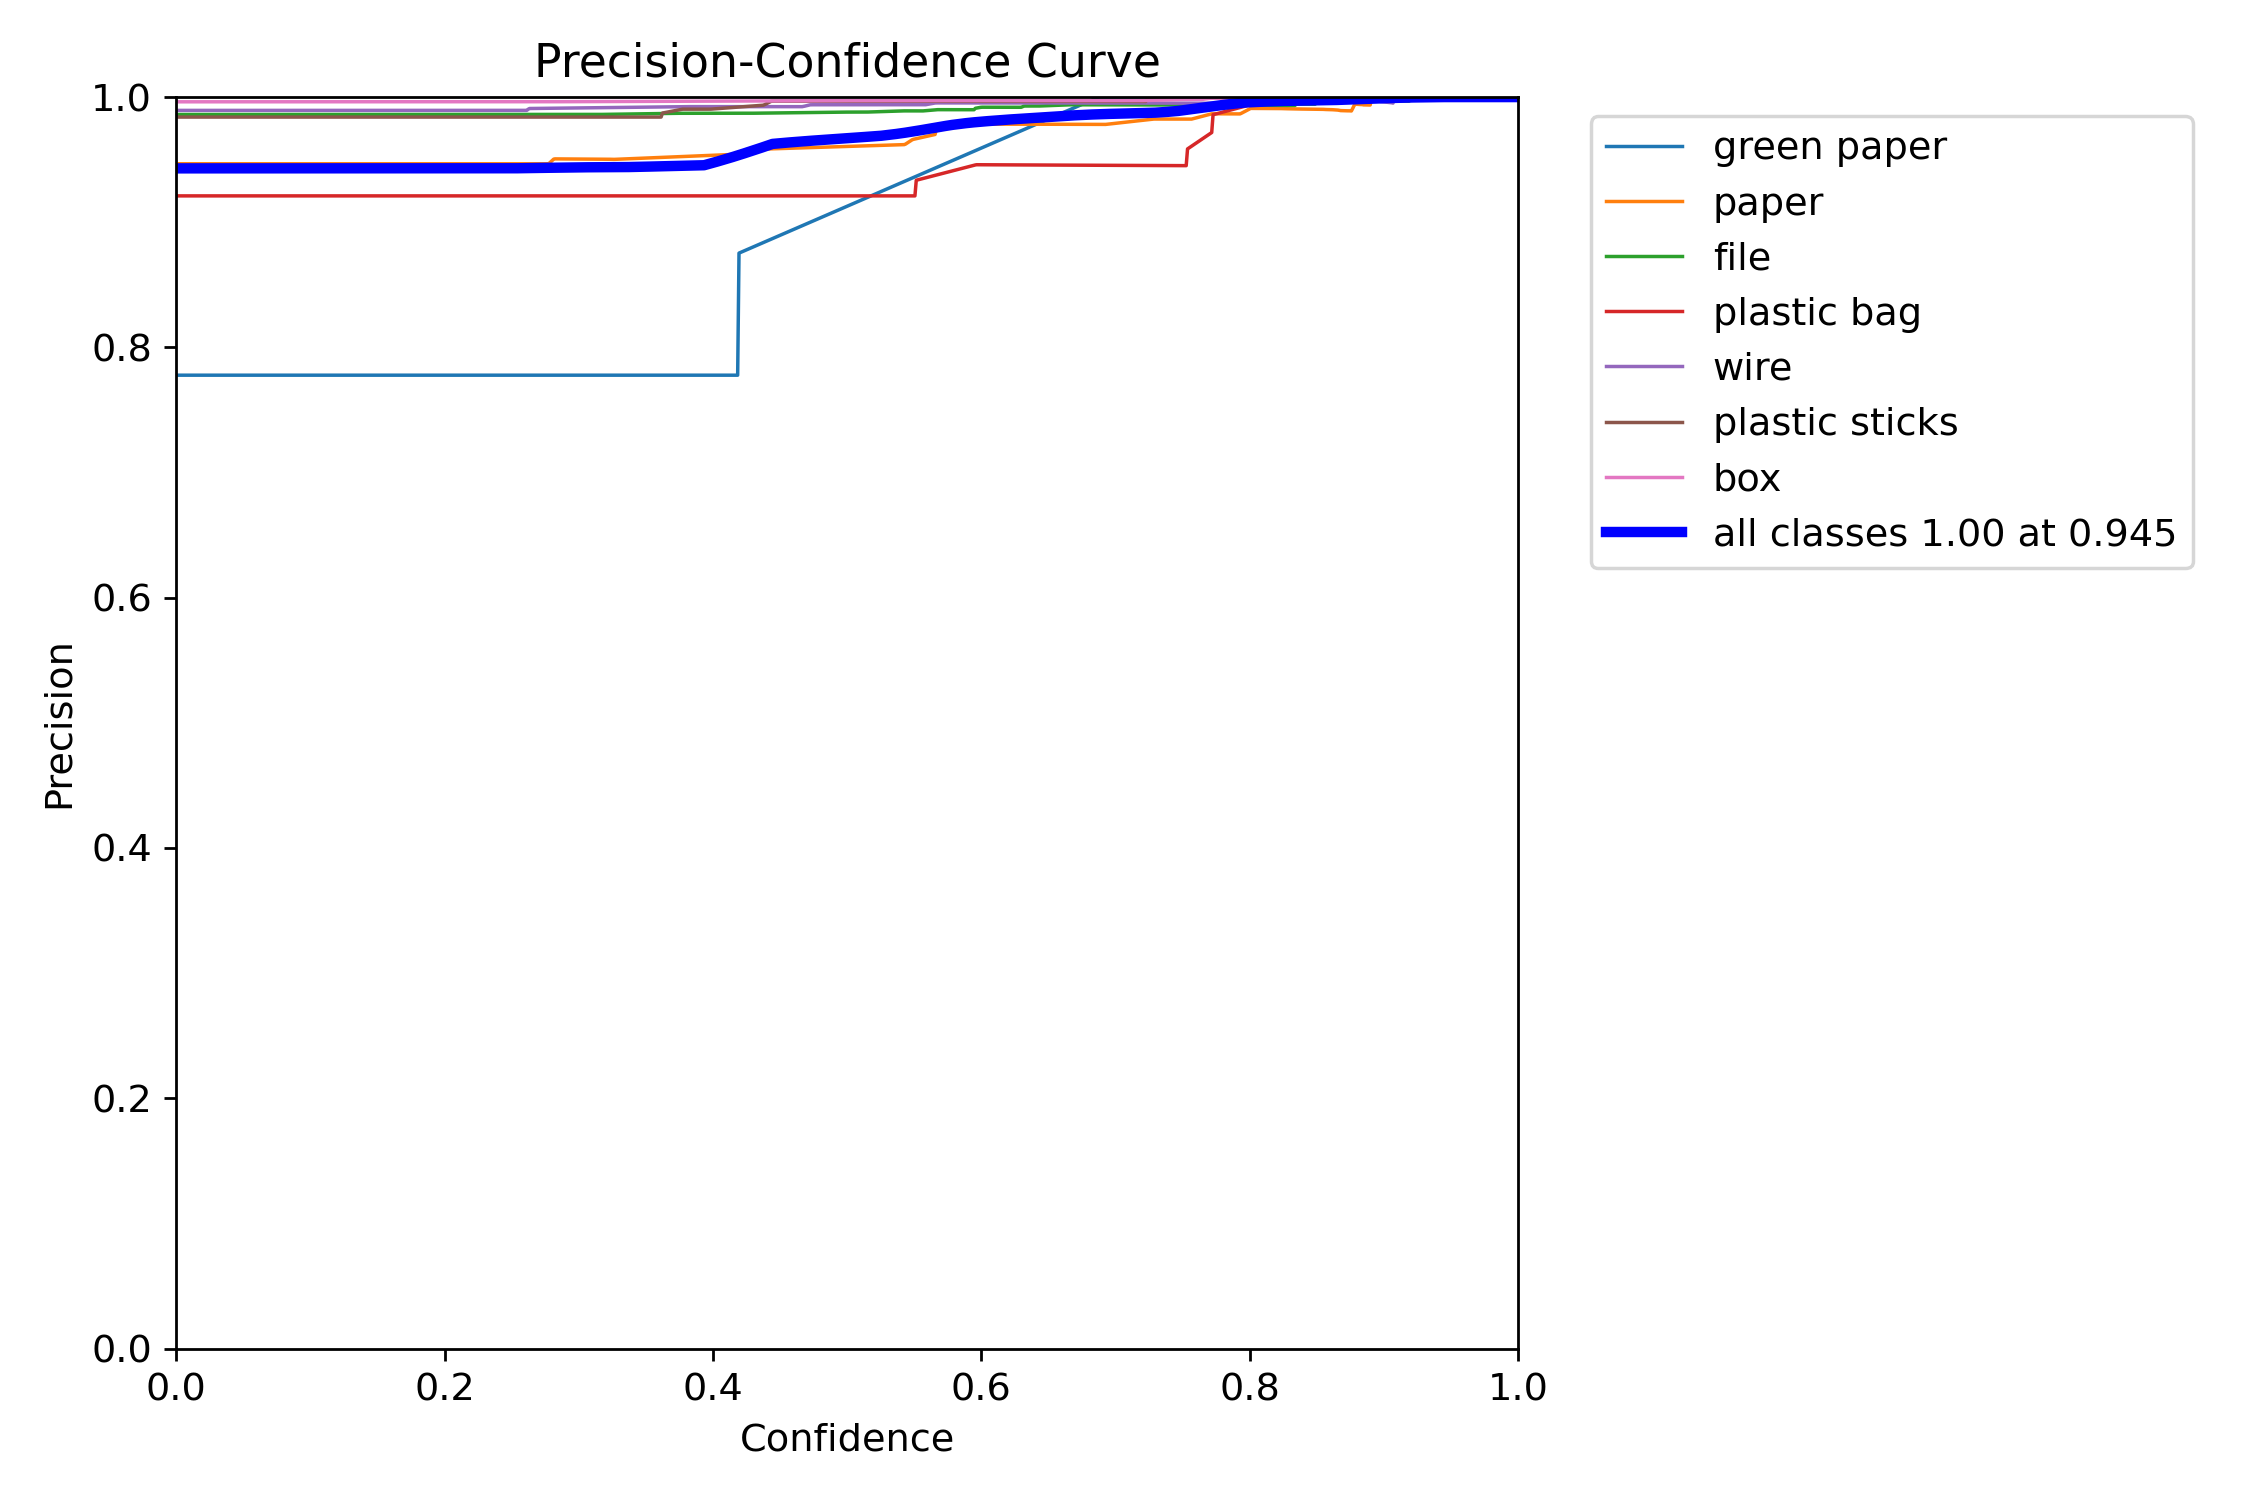 Precision-Confidence Curve
1.0
0.8
0.6
0.4
0.2
0.0
Precision
0.0 0.2 0.4 0.6 0.8 1.0
Confidence
green paper
paper
file
plastic bag
wire
plastic sticks
box
all classes 1.00 at 0.945